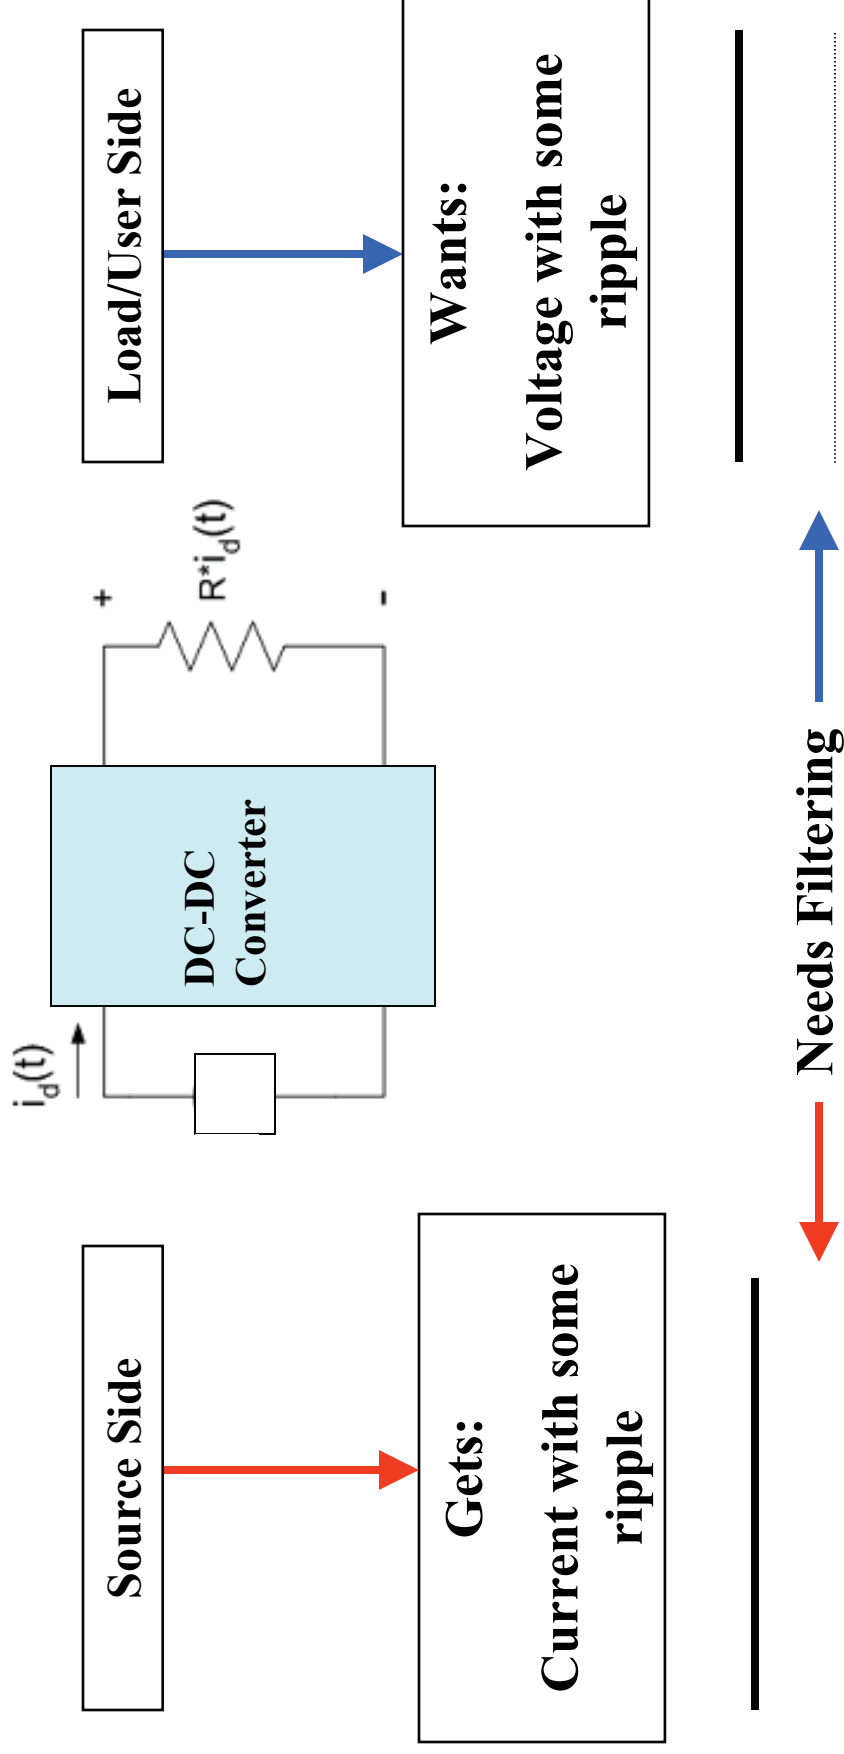 Source Side
i_d(t)
DC-DC
Converter
+
R*i_d(t)
-
Load/User Side
Gets:
Current with some
ripple
Wants:
Voltage with some
ripple
Needs Filtering